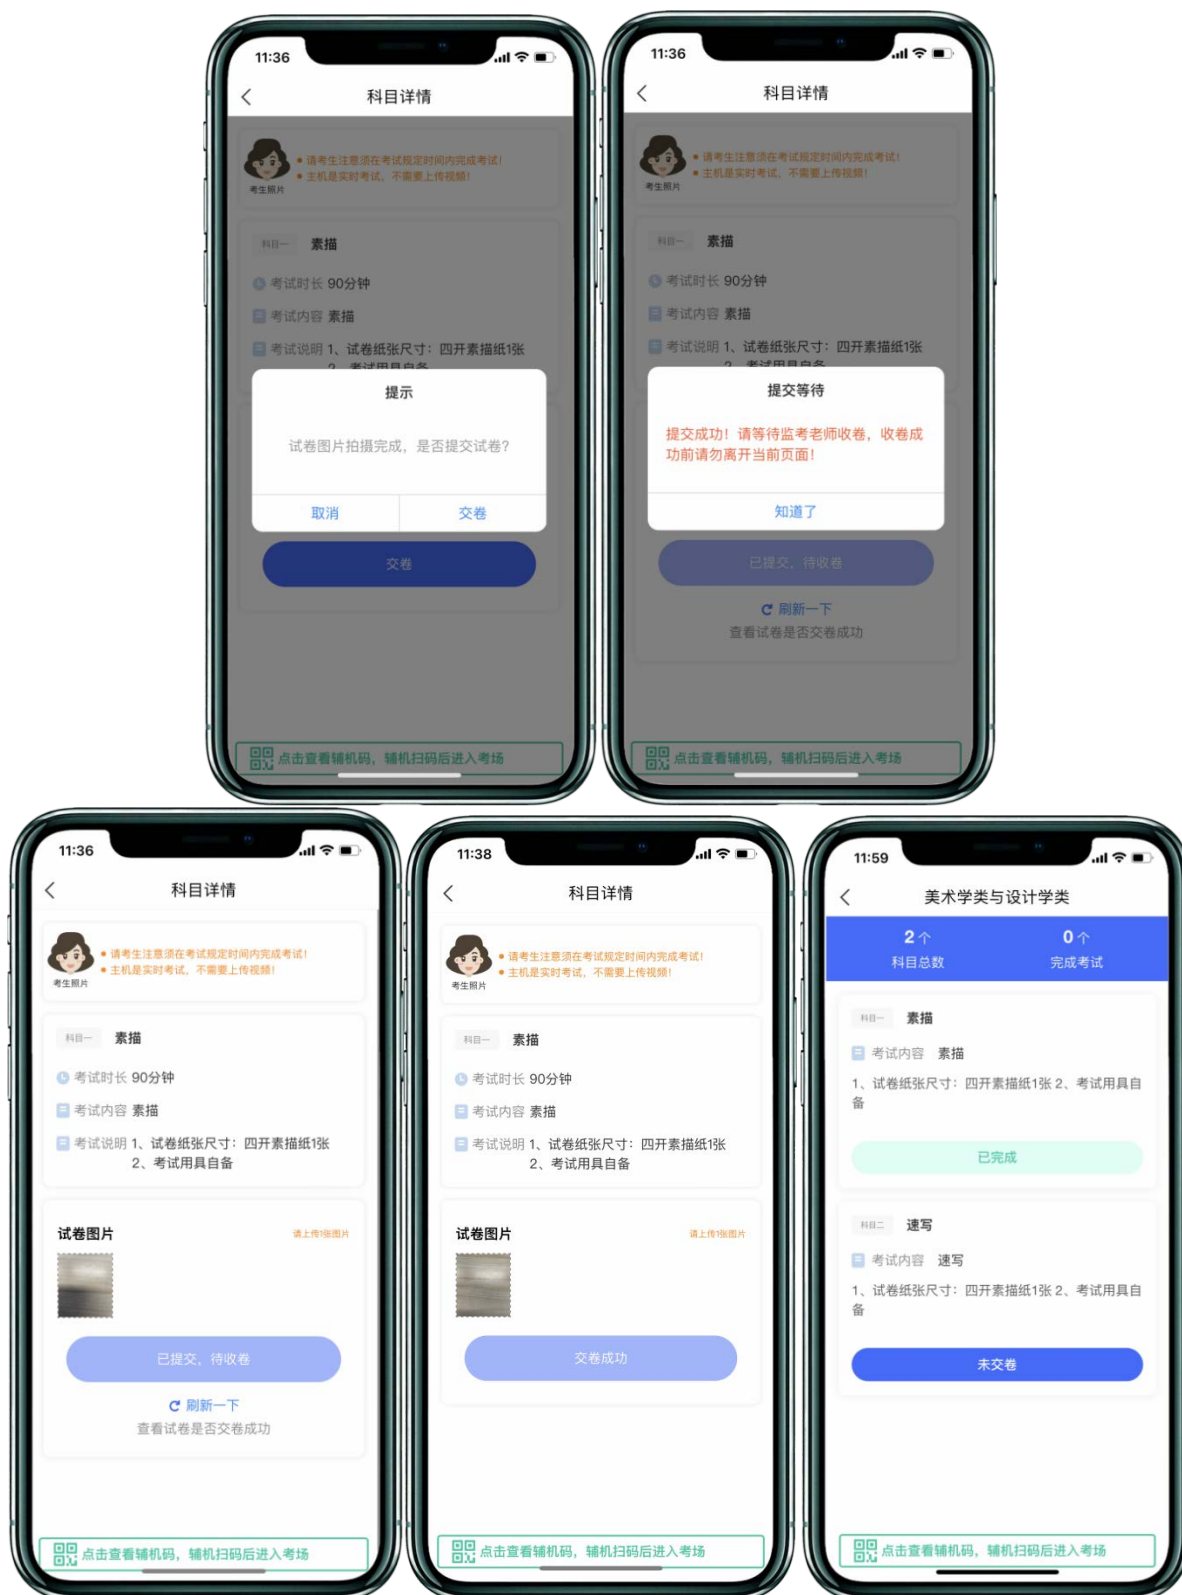 11:36
科目详情
• 请考生注意须在考试规定时间内完成考试!
• 主机是实时考试, 不需要上传视频!
考生照片
科目一 素描
考试时长 90分钟
考试内容 素描
考试说明 1、试卷纸张尺寸：四开素描纸1张
2、考试用具自备
提示
试卷图片拍摄完成，是否提交试卷？
取消 交卷
交卷
点击查看辅机码，辅机扫码后进入考场
11:36
科目详情
• 请考生注意须在考试规定时间内完成考试!
• 主机是实时考试, 不需要上传视频!
考生照片
科目一 素描
考试时长 90分钟
考试内容 素描
考试说明 1、试卷纸张尺寸：四开素描纸1张
2、考试用具自备
提交等待
提交成功！请等待监考老师收卷，收卷成
功前请勿离开当前页面！
知道了
已提交，待收卷
刷新一下
查看试卷是否交卷成功
点击查看辅机码，辅机扫码后进入考场
11:36
科目详情
• 请考生注意须在考试规定时间内完成考试!
• 主机是实时考试, 不需要上传视频!
考生照片
科目一 素描
考试时长 90分钟
考试内容 素描
考试说明 1、试卷纸张尺寸：四开素描纸1张
2、考试用具自备
试卷图片 请上传1张图片
已提交，待收卷
刷新一下
查看试卷是否交卷成功
点击查看辅机码，辅机扫码后进入考场
11:38
科目详情
• 请考生注意须在考试规定时间内完成考试!
• 主机是实时考试, 不需要上传视频!
考生照片
科目一 素描
考试时长 90分钟
考试内容 素描
考试说明 1、试卷纸张尺寸：四开素描纸1张
2、考试用具自备
试卷图片 请上传1张图片
交卷成功
点击查看辅机码，辅机扫码后进入考场
11:59
美术学类与设计学类
2个 0个
科目总数 完成考试
科目一 素描
考试内容 素描
1、试卷纸张尺寸：四开素描纸1张 2、考试用具自
备
已完成
科目二 速写
考试内容 速写
1、试卷纸张尺寸：四开素描纸1张 2、考试用具自
备
未交卷
点击查看辅机码，辅机扫码后进入考场